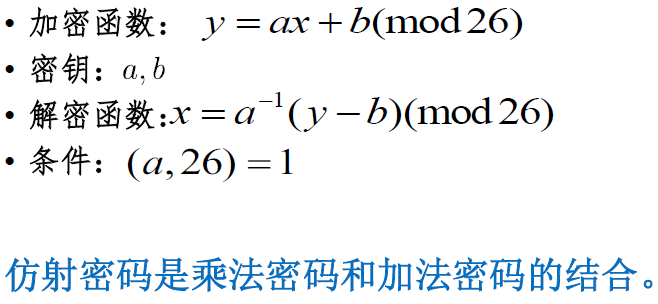 • 加密函数： y = ax + b(mod 26)
• 密钥：a, b
• 解密函数：x = a⁻¹(y − b)(mod 26)
• 条件：(a, 26) = 1
仿射密码是乘法密码和加法密码的结合。